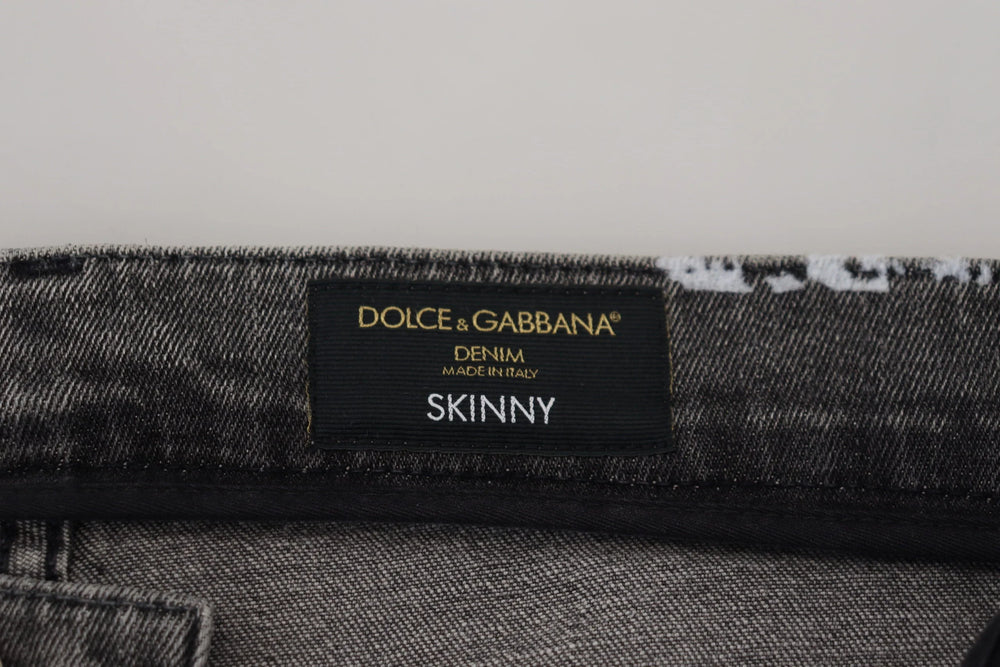 DOLCE & GABBANA®
DENIM
MADE IN ITALY
SKINNY